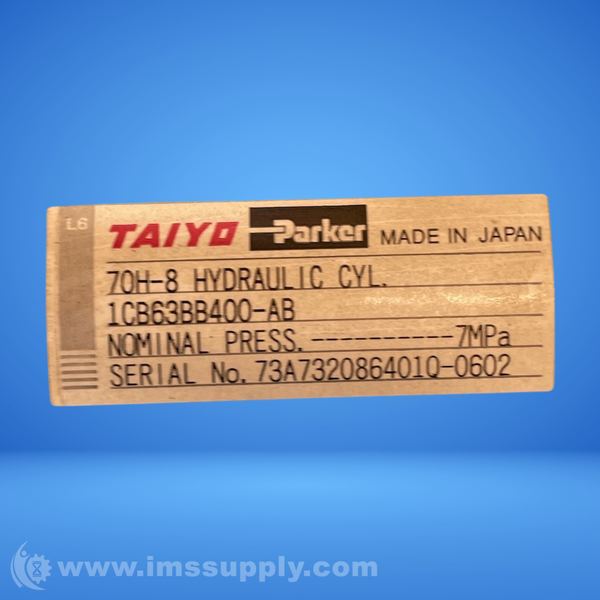 L6
TAIYO Parker MADE IN JAPAN
70H-8 HYDRAULIC CYL.
1CB63BB400-AB
NOMINAL PRESS.----------7MPa
SERIAL No. 73A732086401Q-0602
www.imssupply.com